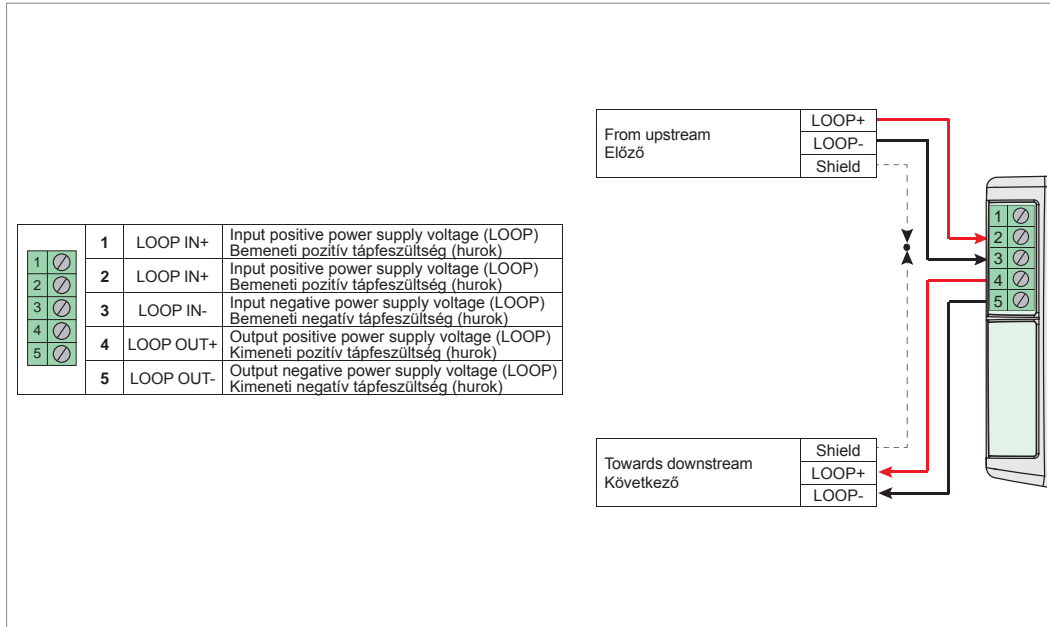 1
2
3
4
5
1 LOOP IN+ Input positive power supply voltage (LOOP)
Bemeneti pozitív tápfeszültség (hurok)
2 LOOP IN+ Input positive power supply voltage (LOOP)
Bemeneti pozitív tápfeszültség (hurok)
3 LOOP IN- Input negative power supply voltage (LOOP)
Bemeneti negatív tápfeszültség (hurok)
4 LOOP OUT+ Output positive power supply voltage (LOOP)
Kimeneti pozitív tápfeszültség (hurok)
5 LOOP OUT- Output negative power supply voltage (LOOP)
Kimeneti negatív tápfeszültség (hurok)
From upstream
Előző
LOOP+
LOOP-
Shield
1
2
3
4
5
Towards downstream
Következő
Shield
LOOP+
LOOP-